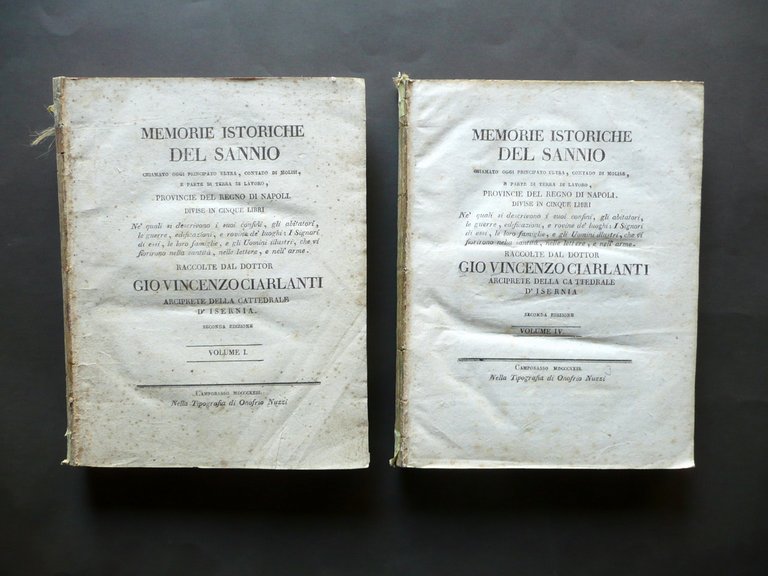 MEMORIE ISTORICHE
DEL SANNIO
CHIAMATO OGGI PRINCIPATO ULTRA, CONTADO DI MOLISE,
E PARTE DI TERRA DI LAVORO,
PROVINCIE DEL REGNO DI NAPOLI.
DIVISE IN CINQUE LIBRI
Ne' quali si descrivono i suoi confini, gli abitatori,
le guerre, edificazioni, e rovine de' luoghi: I Signori
di essi, le loro famiglie, e gli Uomini illustri, che vi
fiorirono nella santità, nelle lettere, e nell' arme.
RACCOLTE DAL DOTTOR
GIO VINCENZO CIARLANTI
ARCIPRETE DELLA CATTEDRALE
D' ISERNIA.
SECONDA EDIZIONE
VOLUME I.
CAMPOBASSO MDCCCXXIII.
Nella Tipografia di Onofrio Nuzzi
MEMORIE ISTORICHE
DEL SANNIO
CHIAMATO OGGI PRINCIPATO ULTRA, CONTADO DI MOLISE,
E PARTE DI TERRA DI LAVORO,
PROVINCIE DEL REGNO DI NAPOLI.
DIVISE IN CINQUE LIBRI
Ne' quali si descrivono i suoi confini, gli abitatori,
le guerre, edificazioni, e rovine de' luoghi: I Signori
di essi, le loro famiglie, e gli Uomini illustri, che vi
fiorirono nella santità, nelle lettere, e nell' arme.
RACCOLTE DAL DOTTOR
GIO VINCENZO CIARLANTI
ARCIPRETE DELLA CATTEDRALE
D' ISERNIA
SECONDA EDIZIONE
VOLUME IV.
CAMPOBASSO
Nella Tipografia di Onofrio Nuzzi